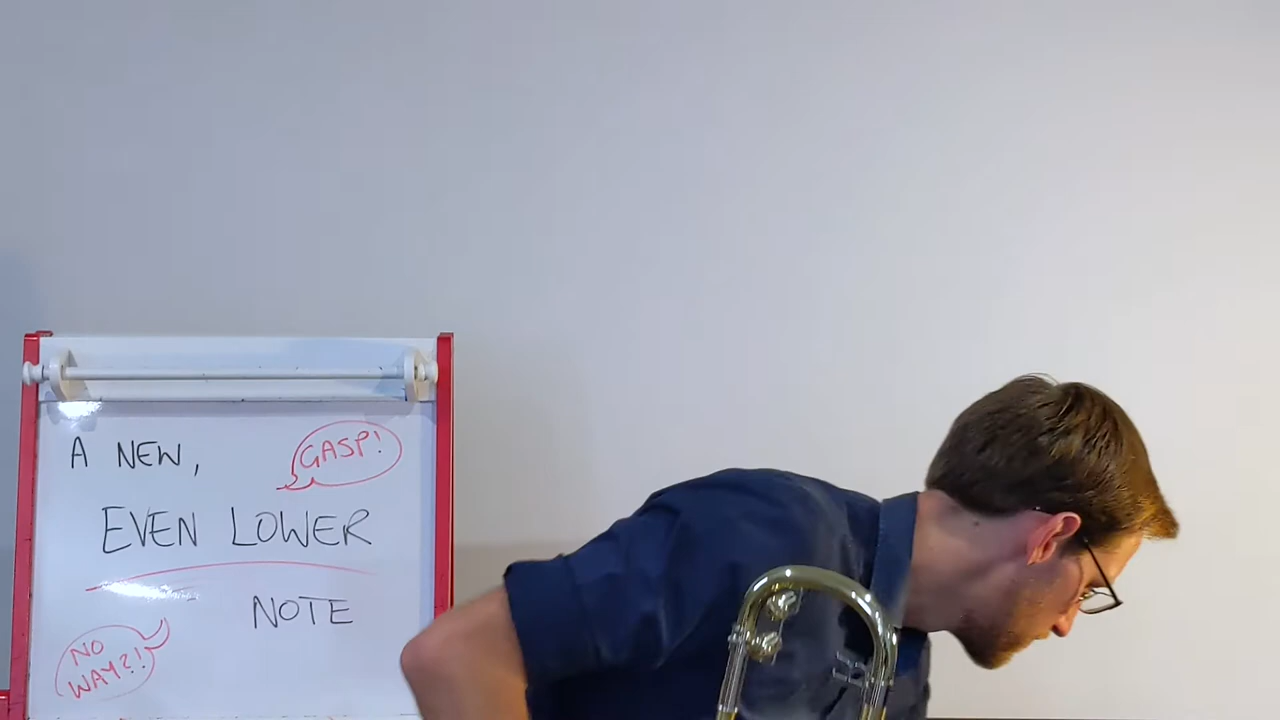 A NEW,
GASP!
EVEN LOWER
NOTE
NO
WAY?!